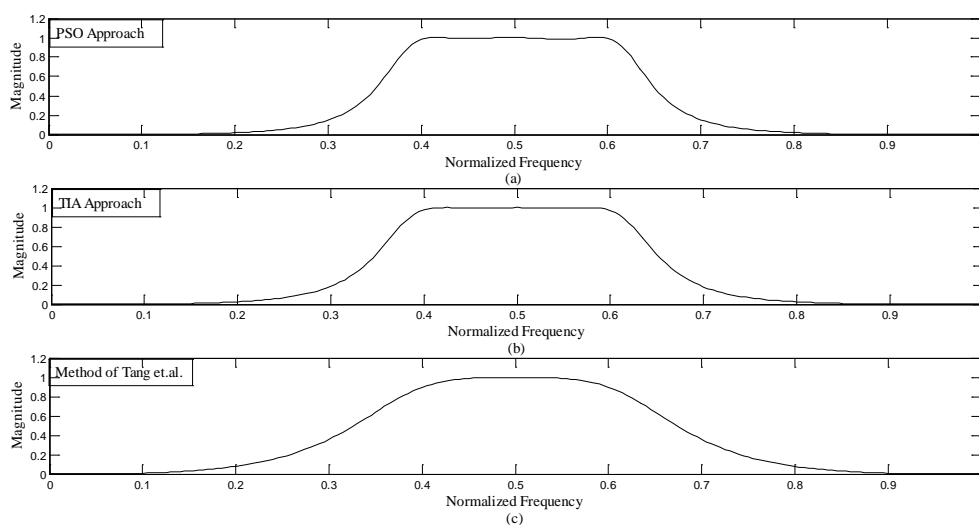 1.2
PSO Approach
1
0.8
0.6
0.4
0.2
0
Magnitude
0 0.1 0.2 0.3 0.4 0.5 0.6 0.7 0.8 0.9
Normalized Frequency
(a)
1.2
TIA Approach
1
0.8
0.6
0.4
0.2
0
Magnitude
0 0.1 0.2 0.3 0.4 0.5 0.6 0.7 0.8 0.9
Normalized Frequency
(b)
1.2
Method of Tang et.al.
1
0.8
0.6
0.4
0.2
0
Magnitude
0 0.1 0.2 0.3 0.4 0.5 0.6 0.7 0.8 0.9
Normalized Frequency
(c)